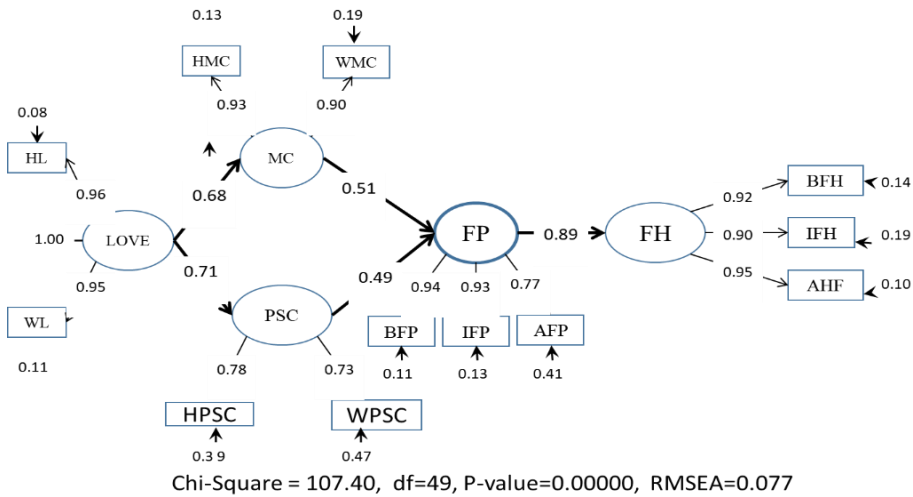 0.13
0.19
HMC
WMC
0.93
0.90
0.08
HL
0.96
MC
0.68
0.51
BFH
0.14
0.92
1.00
LOVE
FP
0.89
FH
0.90
IFH
0.19
0.71
0.49
0.95
0.94
0.93
0.77
0.95
AHF
0.10
WL
PSC
BFP
IFP
AFP
0.11
0.78
0.73
0.11
0.13
0.41
HPSC
WPSC
0.3 9
0.47
Chi-Square = 107.40, df=49, P-value=0.00000, RMSEA=0.077